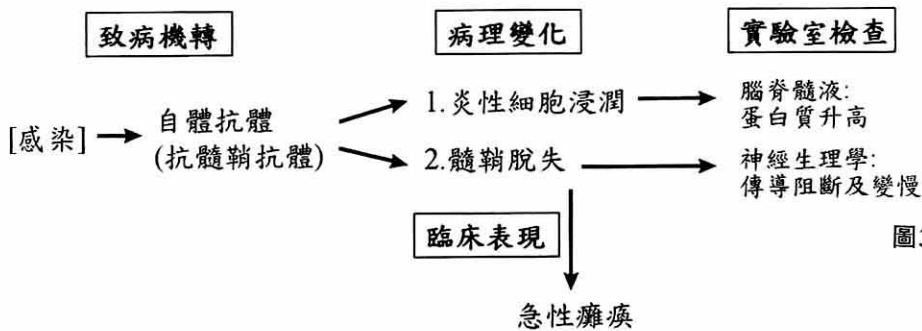 致病機轉
病理變化
實驗室檢查
[感染]
自體抗體
(抗髓鞘抗體)
1.炎性細胞浸潤
2.髓鞘脫失
腦脊髓液:
蛋白質升高
神經生理學:
傳導阻斷及變慢
臨床表現
急性癱瘓
圖